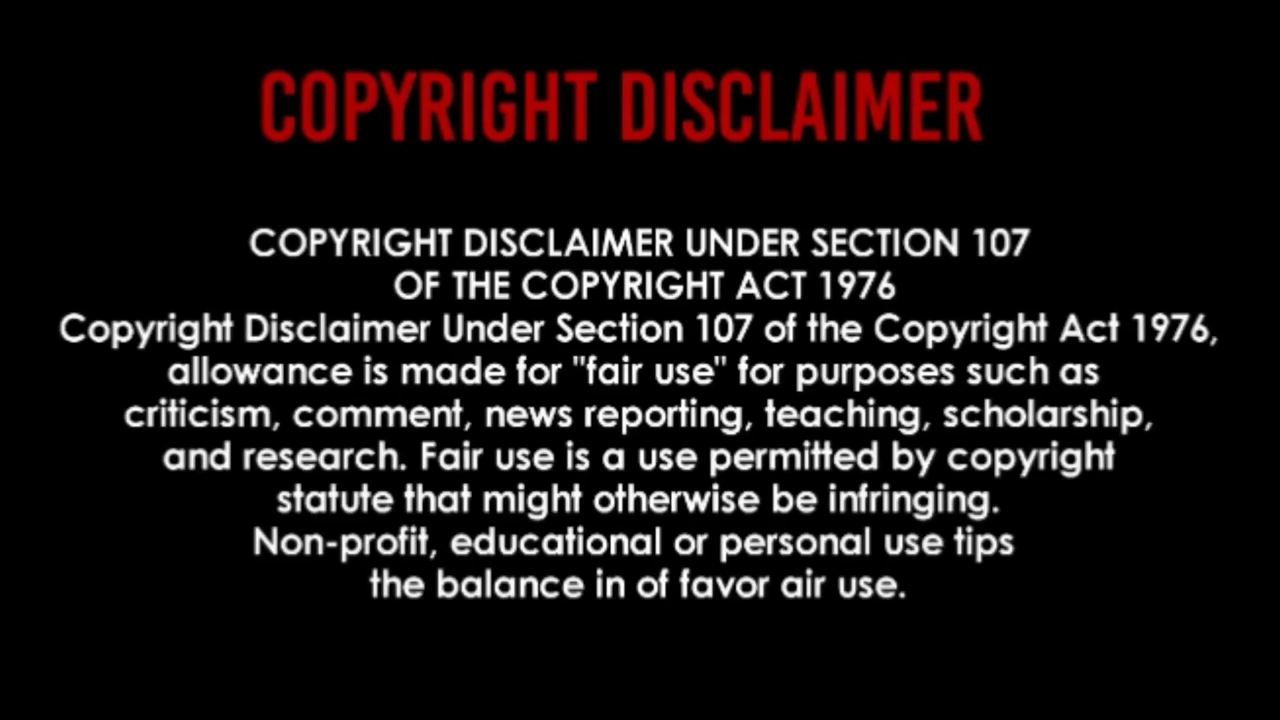 COPYRIGHT DISCLAIMER
COPYRIGHT DISCLAIMER UNDER SECTION 107
OF THE COPYRIGHT ACT 1976
Copyright Disclaimer Under Section 107 of the Copyright Act 1976,
allowance is made for "fair use" for purposes such as
criticism, comment, news reporting, teaching, scholarship,
and research. Fair use is a use permitted by copyright
statute that might otherwise be infringing.
Non-profit, educational or personal use tips
the balance in of favor air use.